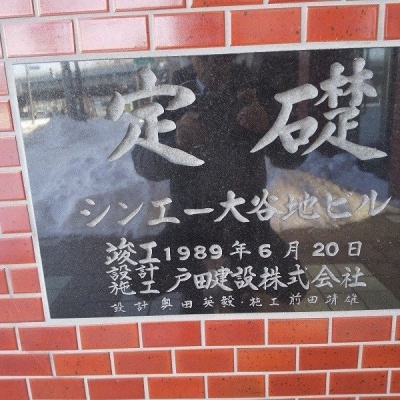 定礎
シンエー大谷地ビル
竣工 1989年6月20日
設計 施工 戸田建設株式会社
設計 奥田英毅・施工 前田靖雄